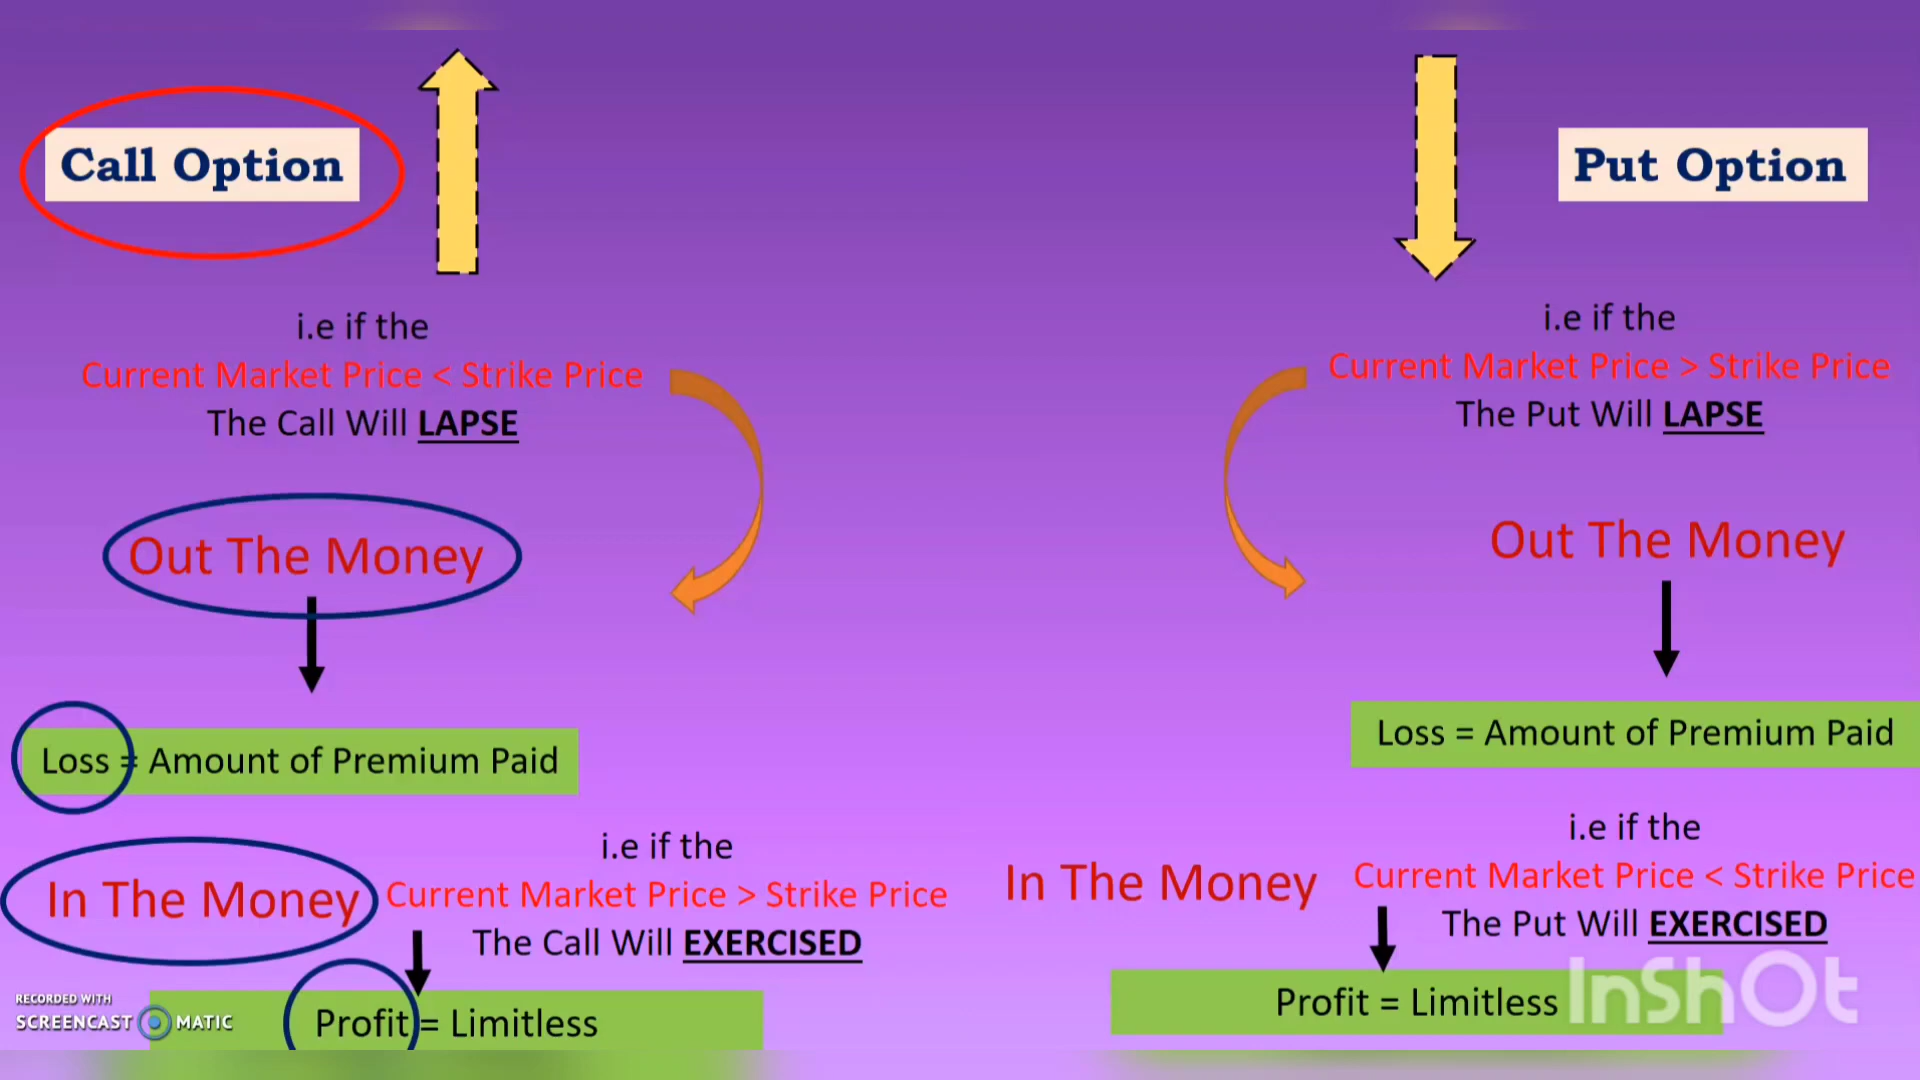 Call Option
i.e if the
Current Market Price < Strike Price
The Call Will LAPSE
Out The Money
Loss = Amount of Premium Paid
In The Money
i.e if the
Current Market Price > Strike Price
The Call Will EXERCISED
Profit = Limitless
Put Option
i.e if the
Current Market Price > Strike Price
The Put Will LAPSE
Out The Money
Loss = Amount of Premium Paid
In The Money
i.e if the
Current Market Price < Strike Price
The Put Will EXERCISED
Profit = Limitless
RECORDED WITH
SCREENCAST MATIC
InShOt